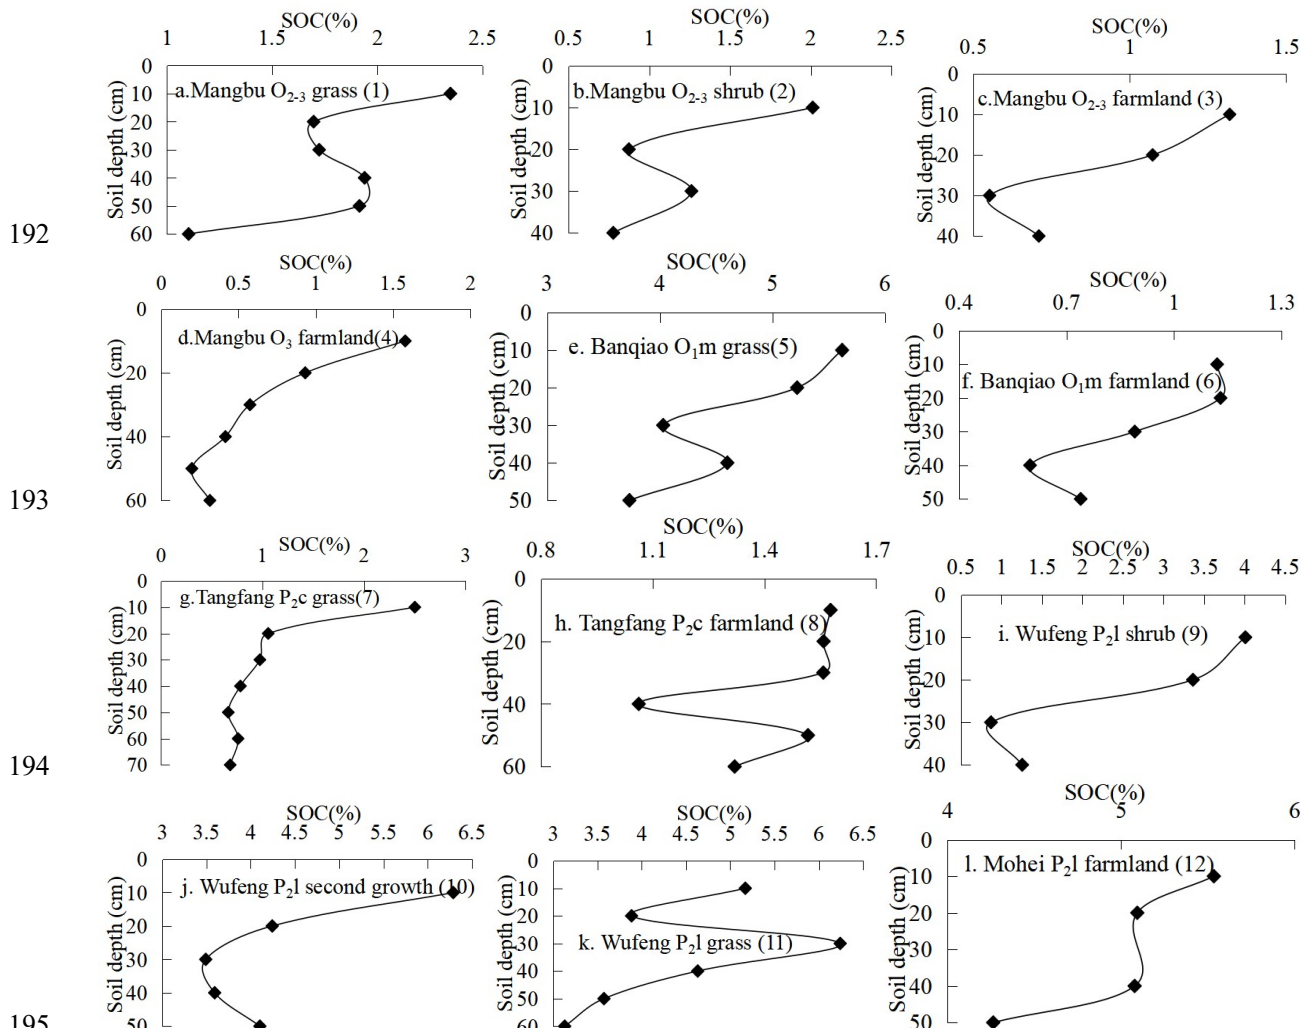 SOC(%)
1 1.5 2 2.5
0
10
20
30
40
50
60
Soil depth (cm)
a.Mangbu O₂₋₃ grass (1)
SOC(%)
0.5 1 1.5 2 2.5
0
10
20
30
40
Soil depth (cm)
b.Mangbu O₂₋₃ shrub (2)
SOC(%)
0.5 1 1.5
0
10
20
30
40
Soil depth (cm)
c.Mangbu O₂₋₃ farmland (3)
192
SOC(%)
0 0.5 1 1.5 2
0
20
40
60
Soil depth (cm)
d.Mangbu O₃ farmland(4)
SOC(%)
3 4 5 6
0
10
20
30
40
50
Soil depth (cm)
e. Banqiao O₁m grass(5)
SOC(%)
0.4 0.7 1 1.3
0
10
20
30
40
50
Soil depth (cm)
f. Banqiao O₁m farmland (6)
193
SOC(%)
0 1 2 3
0
10
20
30
40
50
60
70
Soil depth (cm)
g.Tangfang P₂c grass(7)
SOC(%)
0.8 1.1 1.4 1.7
0
20
40
60
Soil depth (cm)
h. Tangfang P₂c farmland (8)
SOC(%)
0.5 1 1.5 2 2.5 3 3.5 4 4.5
0
10
20
30
40
Soil depth (cm)
i. Wufeng P₂l shrub (9)
194
SOC(%)
3 3.5 4 4.5 5 5.5 6 6.5
0
10
20
30
40
50
Soil depth (cm)
j. Wufeng P₂l second growth (10)
SOC(%)
3 3.5 4 4.5 5 5.5 6 6.5
0
10
20
30
40
50
60
Soil depth (cm)
k. Wufeng P₂l grass (11)
SOC(%)
4 5 6
0
10
20
30
40
50
Soil depth (cm)
l. Mohei P₂l farmland (12)
195